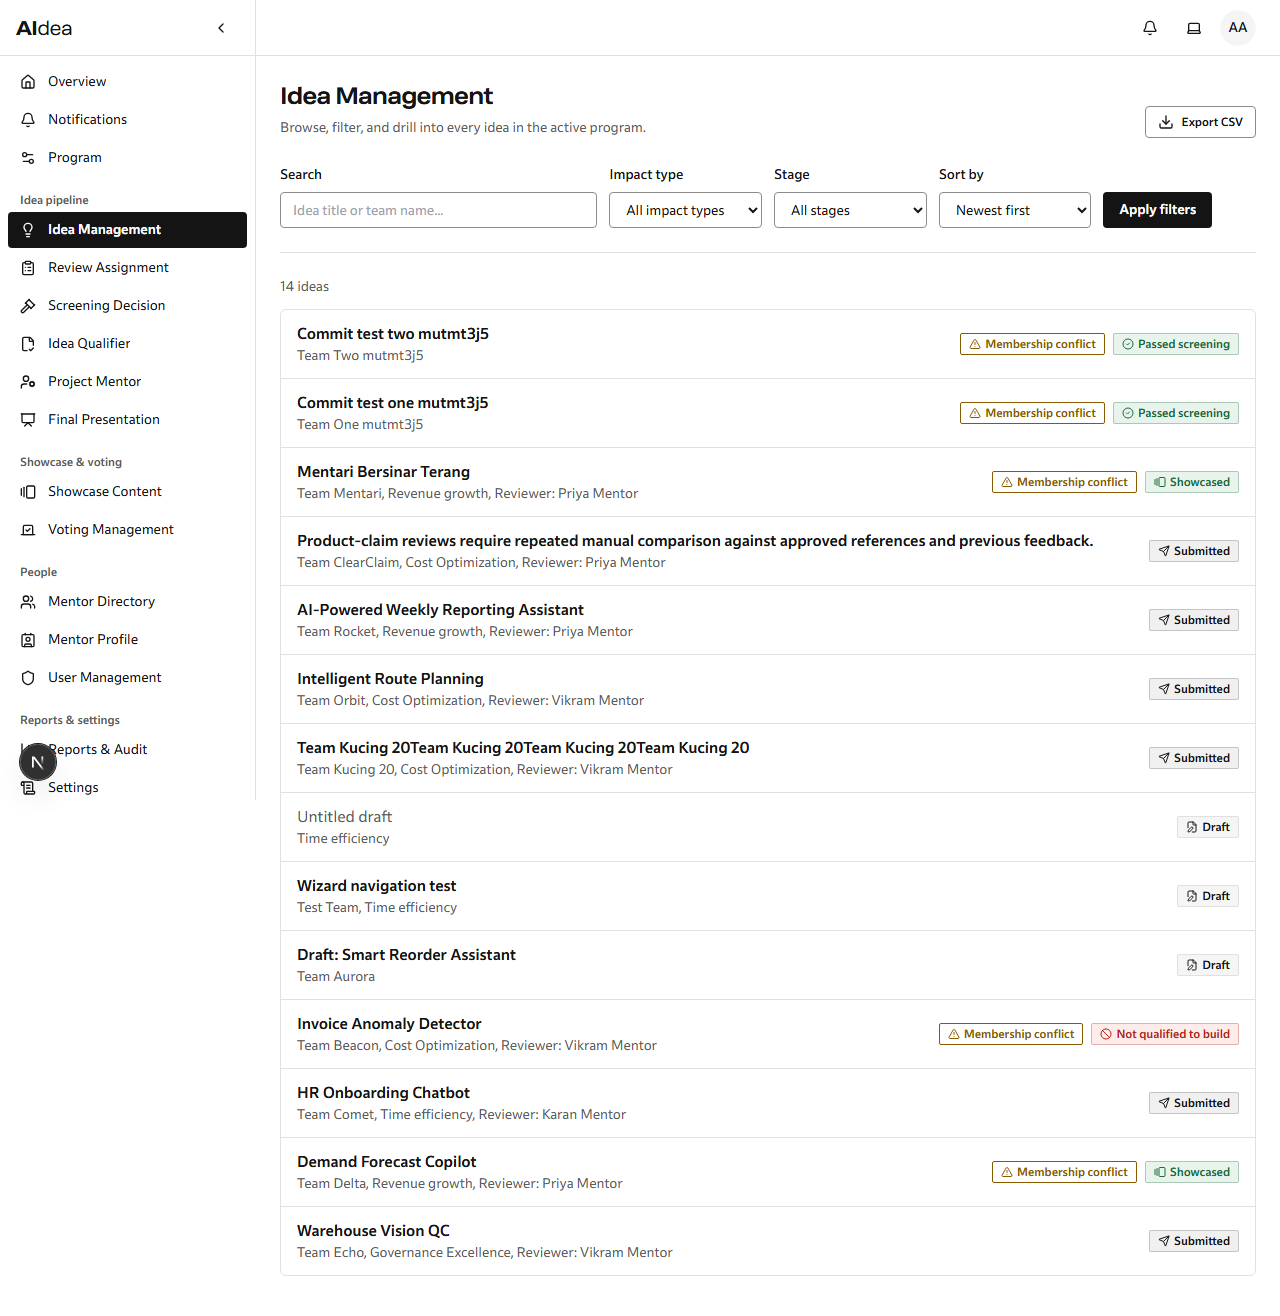 AIdea
AA
Overview
Notifications
Program
Idea pipeline
Idea Management
Review Assignment
Screening Decision
Idea Qualifier
Project Mentor
Final Presentation
Showcase & voting
Showcase Content
Voting Management
People
Mentor Directory
Mentor Profile
User Management
Reports & settings
Reports & Audit
N
Settings
Idea Management
Browse, filter, and drill into every idea in the active program.
Export CSV
Search
Impact type
Stage
Sort by
Idea title or team name...
All impact types
All stages
Newest first
Apply filters
14 ideas
Commit test two mutmt3j5
Team Two mutmt3j5
Membership conflict
Passed screening
Commit test one mutmt3j5
Team One mutmt3j5
Membership conflict
Passed screening
Mentari Bersinar Terang
Team Mentari, Revenue growth, Reviewer: Priya Mentor
Membership conflict
Showcased
Product-claim reviews require repeated manual comparison against approved references and previous feedback.
Team ClearClaim, Cost Optimization, Reviewer: Priya Mentor
Submitted
AI-Powered Weekly Reporting Assistant
Team Rocket, Revenue growth, Reviewer: Priya Mentor
Submitted
Intelligent Route Planning
Team Orbit, Cost Optimization, Reviewer: Vikram Mentor
Submitted
Team Kucing 20Team Kucing 20Team Kucing 20Team Kucing 20
Team Kucing 20, Cost Optimization, Reviewer: Vikram Mentor
Submitted
Untitled draft
Time efficiency
Draft
Wizard navigation test
Test Team, Time efficiency
Draft
Draft: Smart Reorder Assistant
Team Aurora
Draft
Invoice Anomaly Detector
Team Beacon, Cost Optimization, Reviewer: Vikram Mentor
Membership conflict
Not qualified to build
HR Onboarding Chatbot
Team Comet, Time efficiency, Reviewer: Karan Mentor
Submitted
Demand Forecast Copilot
Team Delta, Revenue growth, Reviewer: Priya Mentor
Membership conflict
Showcased
Warehouse Vision QC
Team Echo, Governance Excellence, Reviewer: Vikram Mentor
Submitted